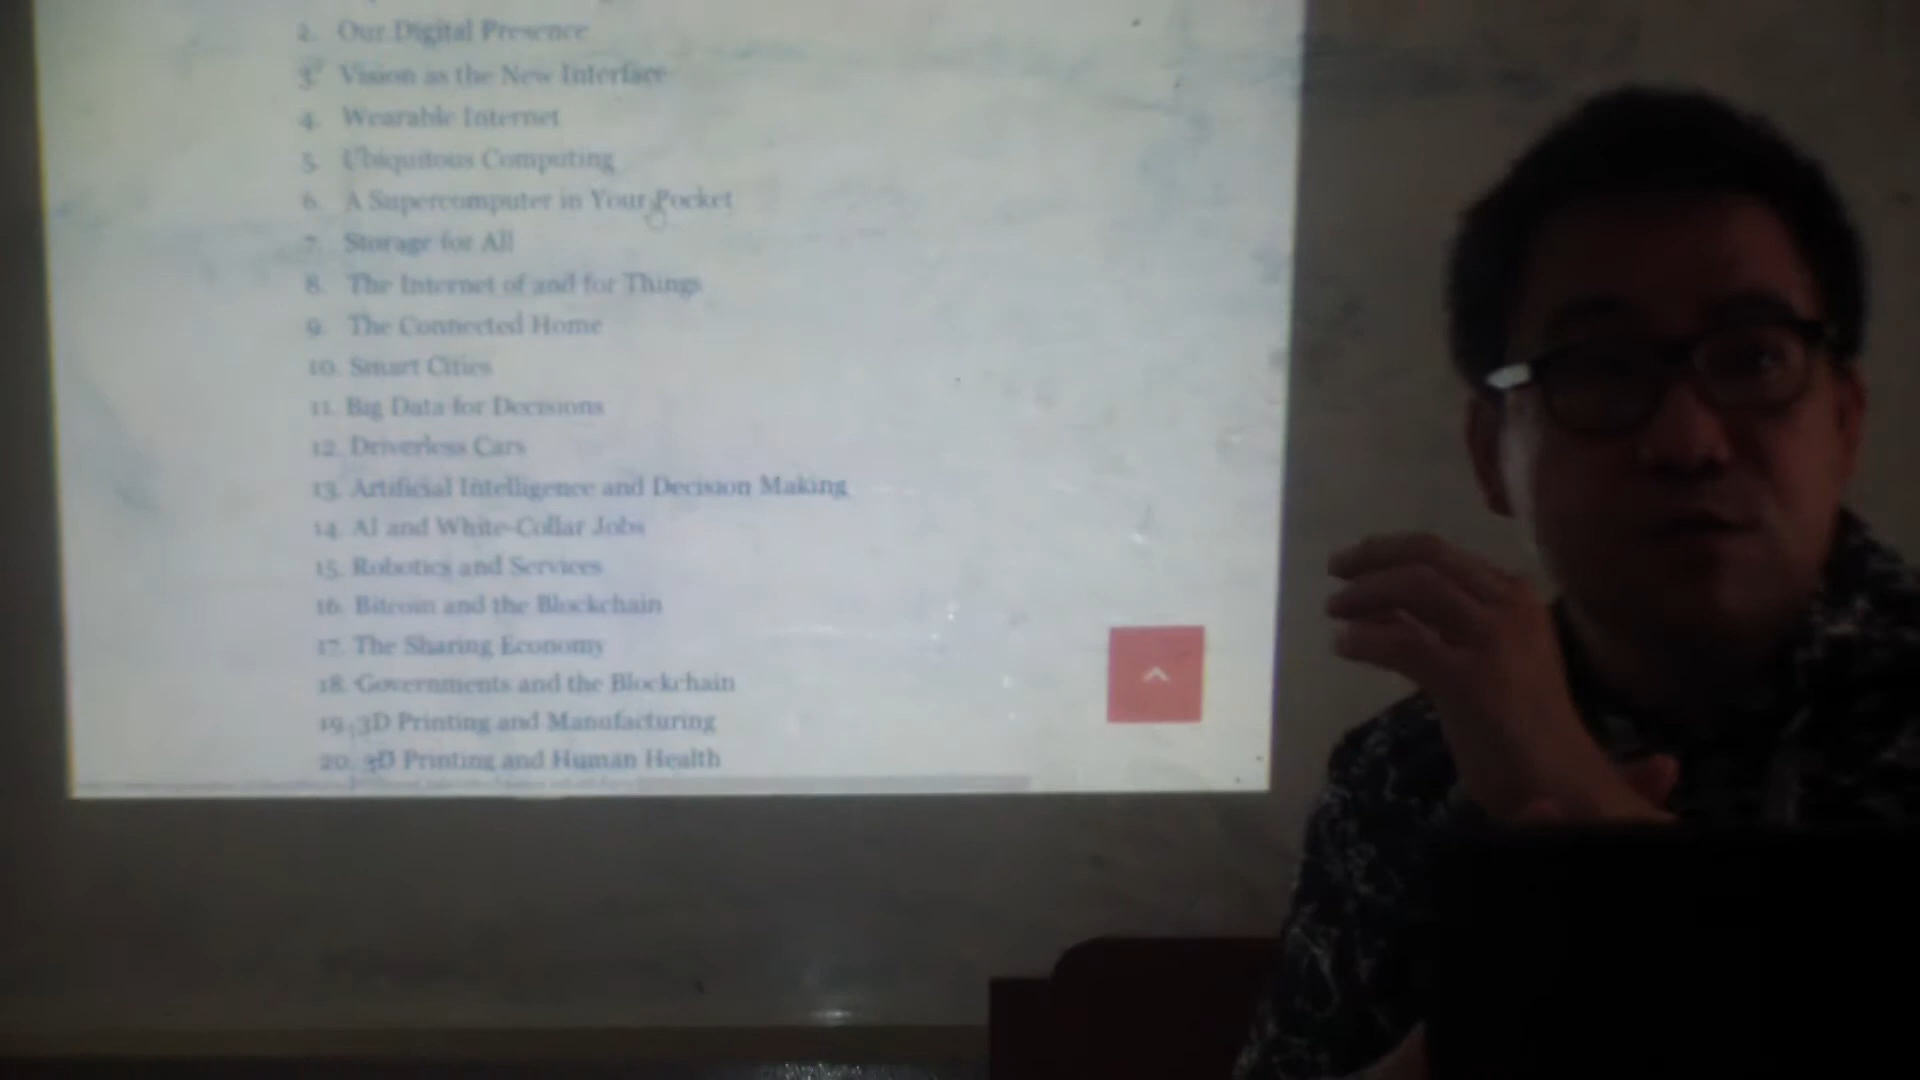 2. Our Digital Presence
3. Vision as the New Interface
4. Wearable Internet
5. Ubiquitous Computing
6. A Supercomputer in Your Pocket
7. Storage for All
8. The Internet of and for Things
9. The Connected Home
10. Smart Cities
11. Big Data for Decisions
12. Driverless Cars
13. Artificial Intelligence and Decision Making
14. AI and White-Collar Jobs
15. Robotics and Services
16. Bitcoin and the Blockchain
17. The Sharing Economy
18. Governments and the Blockchain
19. 3D Printing and Manufacturing
20. 3D Printing and Human Health